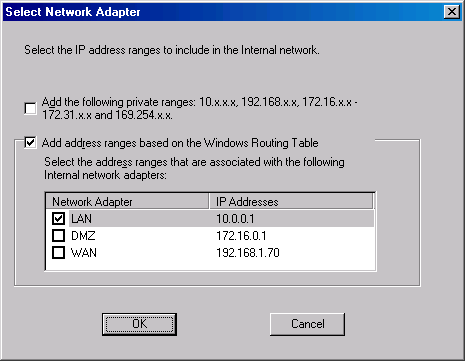 Select Network Adapter
Select the IP address ranges to include in the Internal network.
Add the following private ranges: 10.x.x.x, 192.168.x.x, 172.16.x.x -
172.31.x.x and 169.254.x.x.
Add address ranges based on the Windows Routing Table
Select the address ranges that are associated with the following
Internal network adapters:
Network Adapter IP Addresses
LAN 10.0.0.1
DMZ 172.16.0.1
WAN 192.168.1.70
OK Cancel